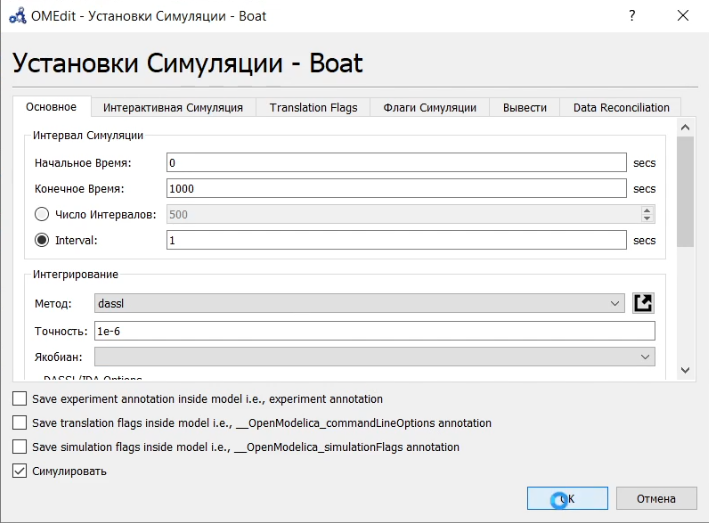 OMEdit - Установки Симуляции - Boat
Установки Симуляции - Boat
Основное Интерактивная Симуляция Translation Flags Флаги Симуляции Вывести Data Reconciliation
Интервал Симуляции
Начальное Время: 0 secs
Конечное Время: 1000 secs
Число Интервалов: 500
Interval: 1 secs
Интегрирование
Метод: dassl
Точность: 1e-6
Якобиан:
DASSL/IDA Options
Save experiment annotation inside model i.e., experiment annotation
Save translation flags inside model i.e., __OpenModelica_commandLineOptions annotation
Save simulation flags inside model i.e., __OpenModelica_simulationFlags annotation
Симулировать
OK Отмена